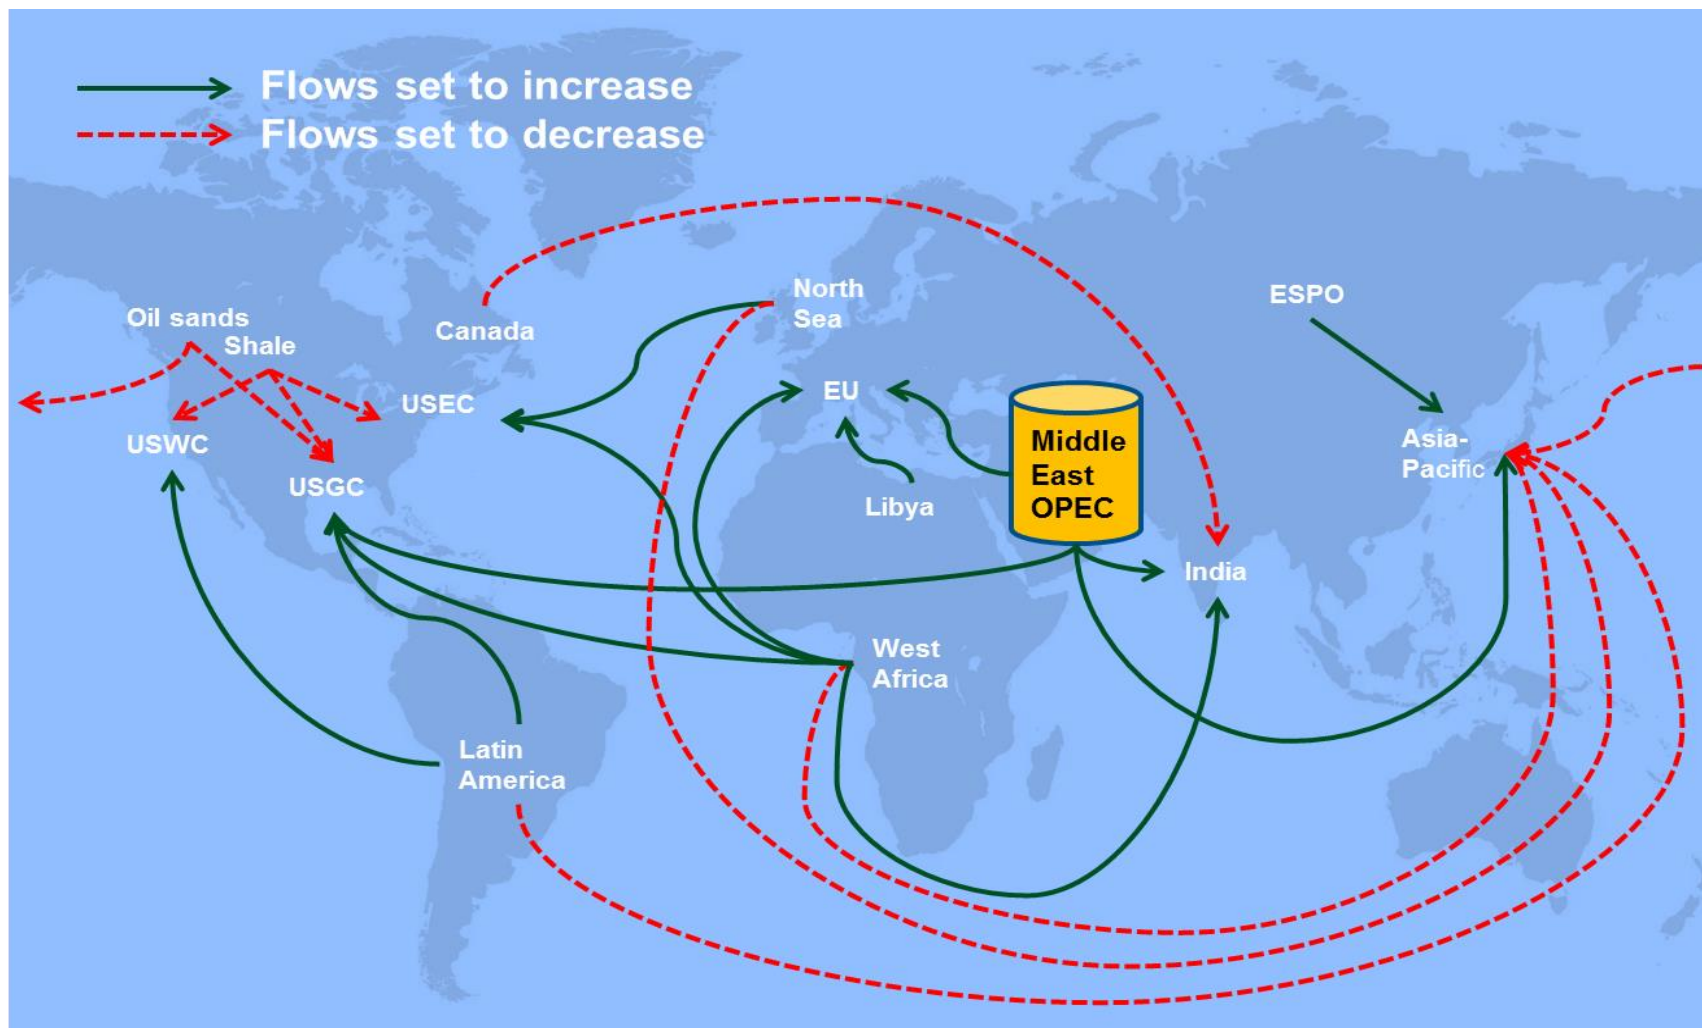 Flows set to increase
Flows set to decrease
North
Sea
ESPO
Oil sands
Shale
Canada
EU
USEC
USWC
USGC
Middle
East
OPEC
Asia-
Pacific
Libya
India
West
Africa
Latin
America